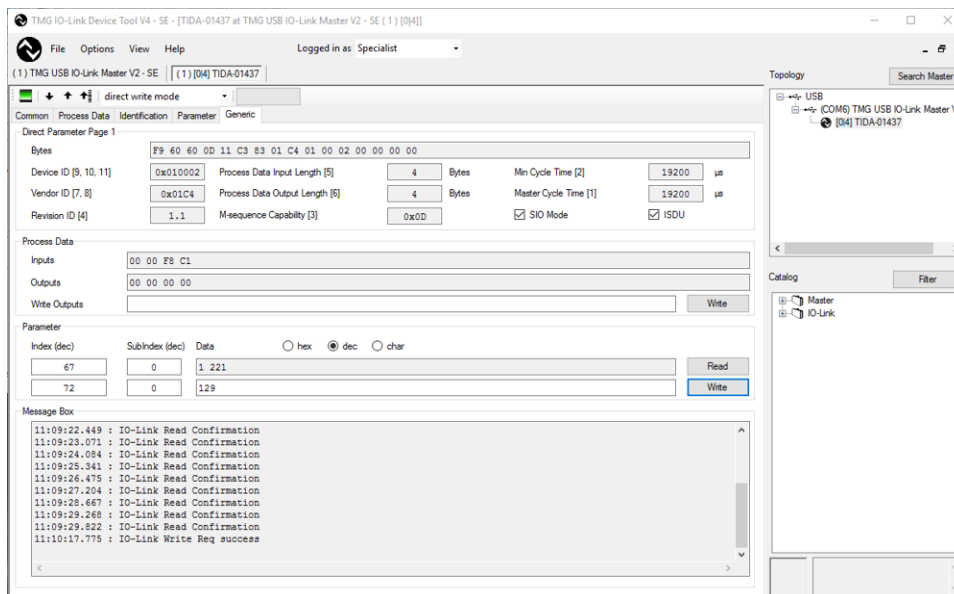 TMG IO-Link Device Tool V4 - SE - [TIDA-01437 at TMG USB IO-Link Master V2 - SE ( 1 ) [0|4]]
File Options View Help Logged in as Specialist
( 1 ) TMG USB IO-Link Master V2 - SE ( 1 ) [0|4] TIDA-01437
direct write mode
Common Process Data Identification Parameter Generic
Direct Parameter Page 1
Bytes F9 60 60 0D 11 C3 83 01 C4 01 00 02 00 00 00 00
Device ID [9, 10, 11] 0x010002 Process Data Input Length [5] 4 Bytes Min Cycle Time [2] 19200 µs
Vendor ID [7, 8] 0x01C4 Process Data Output Length [6] 4 Bytes Master Cycle Time [1] 19200 µs
Revision ID [4] 1.1 M-sequence Capability [3] 0x0D SIO Mode ISDU
Process Data
Inputs 00 00 F8 C1
Outputs 00 00 00 00
Write Outputs Write
Parameter
Index (dec) SubIndex (dec) Data hex dec char
67 0 1 221 Read
72 0 129 Write
Message Box
11:09:22.449 : IO-Link Read Confirmation
11:09:23.071 : IO-Link Read Confirmation
11:09:24.084 : IO-Link Read Confirmation
11:09:25.341 : IO-Link Read Confirmation
11:09:26.475 : IO-Link Read Confirmation
11:09:27.204 : IO-Link Read Confirmation
11:09:28.667 : IO-Link Read Confirmation
11:09:29.268 : IO-Link Read Confirmation
11:09:29.822 : IO-Link Read Confirmation
11:10:17.775 : IO-Link Write Req success
Topology Search Master
USB
(COM6) TMG USB IO-Link Master V
[0|4] TIDA-01437
Catalog Filter
Master
IO-Link